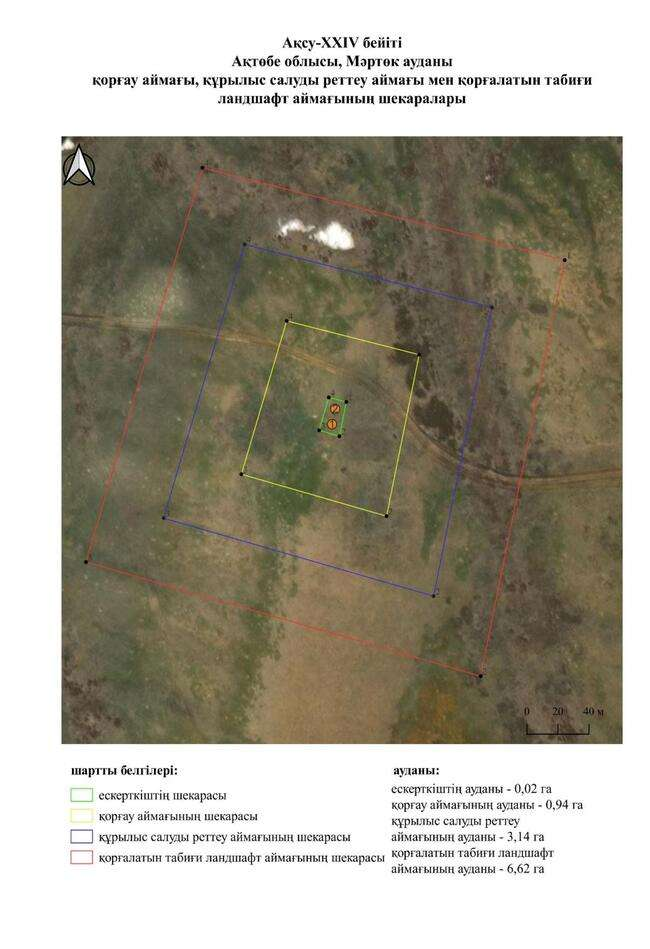 Ақсу-XXIV бейіті
Ақтөбе облысы, Мәртөк ауданы
қорғау аймағы, құрылыс салуды реттеу аймағы мен қорғалатын табиғи
ландшафт аймағының шекаралары
2
1
0 20 40 м
шартты белгілері:
ескерткіштің шекарасы
қорғау аймағының шекарасы
құрылыс салуды реттеу аймағының шекарасы
қорғалатын табиғи ландшафт аймағының шекарасы
ауданы:
ескерткіштің ауданы - 0,02 га
қорғау аймағының ауданы - 0,94 га
құрылыс салуды реттеу
аймағының ауданы - 3,14 га
қорғалатын табиғи ландшафт
аймағының ауданы - 6,62 га